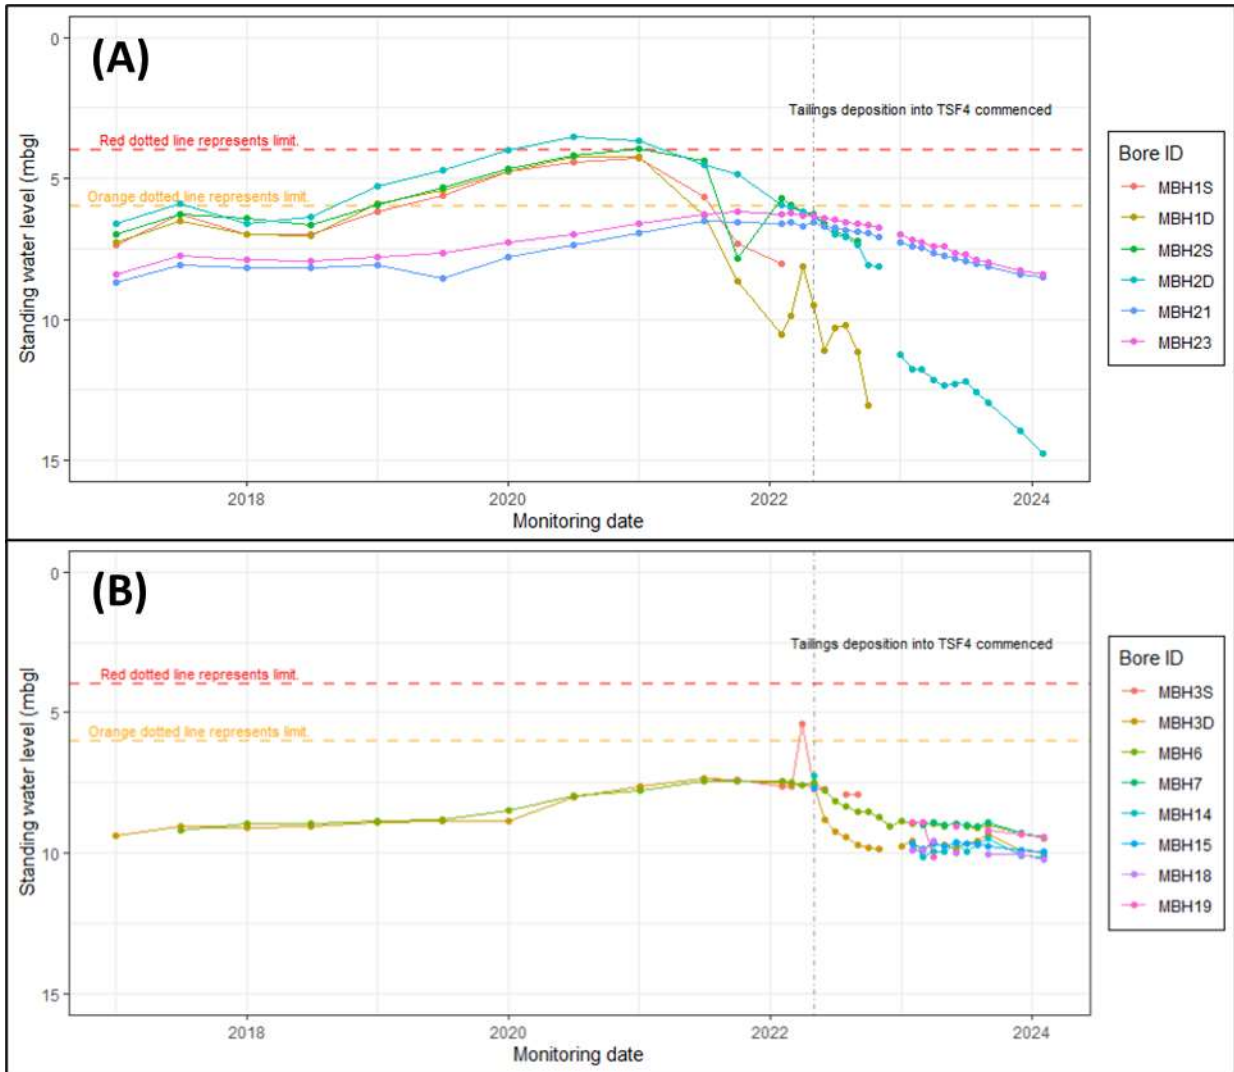 (A)
0
5
10
15
Standing water level (mbgl)
Red dotted line represents limit.
Orange dotted line represents limit.
Tailings deposition into TSF4 commenced
2018
2020
2022
2024
Monitoring date
Bore ID
MBH1S
MBH1D
MBH2S
MBH2D
MBH21
MBH23
(B)
0
5
10
15
Standing water level (mbgl)
Red dotted line represents limit.
Orange dotted line represents limit.
Tailings deposition into TSF4 commenced
2018
2020
2022
2024
Monitoring date
Bore ID
MBH3S
MBH3D
MBH6
MBH7
MBH14
MBH15
MBH18
MBH19